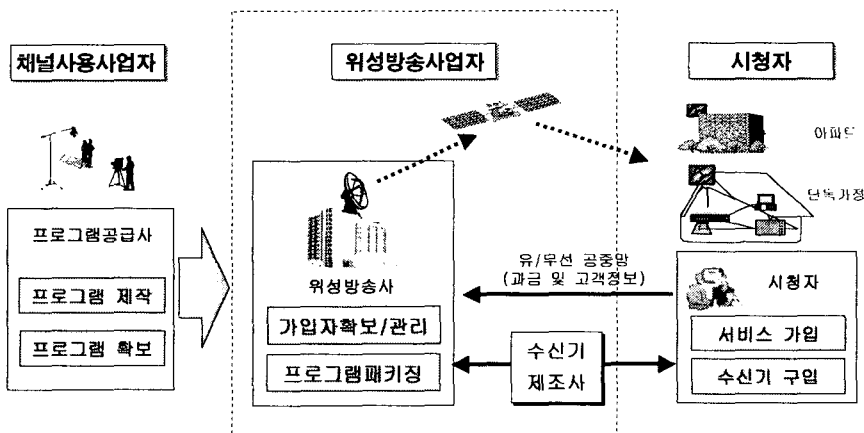 채널사용사업자
위성방송사업자
시청자
아파트
단독가정
프로그램공급사
프로그램 제작
프로그램 확보
위성방송사
가입자확보/관리
프로그램패키징
유/무선 공중망
(과금 및 고객정보)
수신기
제조사
시청자
서비스 가입
수신기 구입